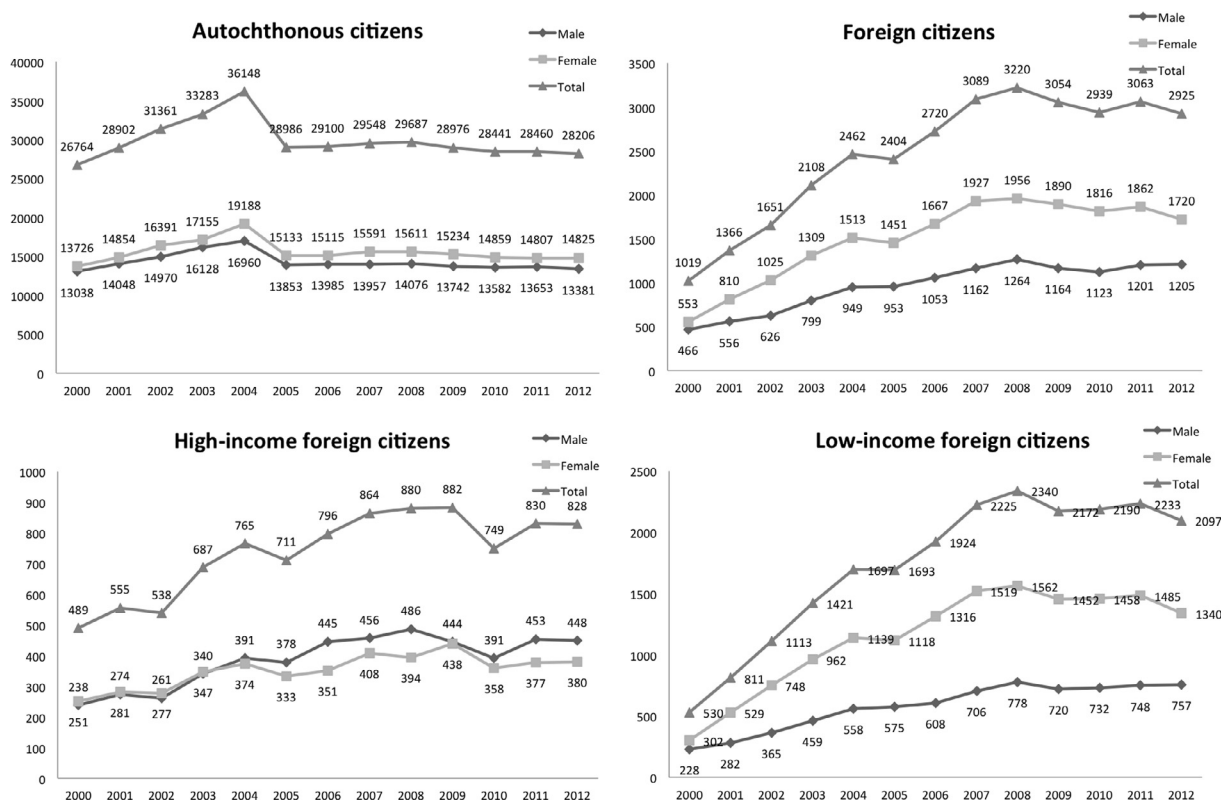 Autochthonous citizens
Male
Female
Total
40000
35000
30000
25000
20000
15000
10000
5000
0
26764 28902 31361 33283 36148 28986 29100 29548 29687 28976 28441 28460 28206
13726 14854 16391 17155 19188 15133 15115 15591 15611 15234 14859 14807 14825
13038 14048 14970 16128 16960 13853 13985 13957 14076 13742 13582 13653 13381
2000 2001 2002 2003 2004 2005 2006 2007 2008 2009 2010 2011 2012
Foreign citizens
Male
Female
Total
3500
3000
2500
2000
1500
1000
500
0
1019 1366 1651 2108 2462 2404 2720 3089 3220 3054 2939 3063 2925
553 810 1025 1309 1513 1451 1667 1927 1956 1890 1816 1862 1720
466 556 626 799 949 953 1053 1162 1264 1164 1123 1201 1205
2000 2001 2002 2003 2004 2005 2006 2007 2008 2009 2010 2011 2012
High-income foreign citizens
Male
Female
Total
1000
900
800
700
600
500
400
300
200
100
0
489 555 538 687 765 711 796 864 880 882 749 830 828
238 274 261 340 391 378 445 456 486 444 391 453 448
251 281 277 347 374 333 351 408 394 438 358 377 380
2000 2001 2002 2003 2004 2005 2006 2007 2008 2009 2010 2011 2012
Low-income foreign citizens
Male
Female
Total
2500
2000
1500
1000
500
0
530 811 1113 1421 1697 1693 1924 2225 2340 2172 2190 2233 2097
302 529 748 962 1139 1118 1316 1519 1562 1452 1458 1485 1340
228 282 365 459 558 575 608 706 778 720 732 748 757
2000 2001 2002 2003 2004 2005 2006 2007 2008 2009 2010 2011 2012